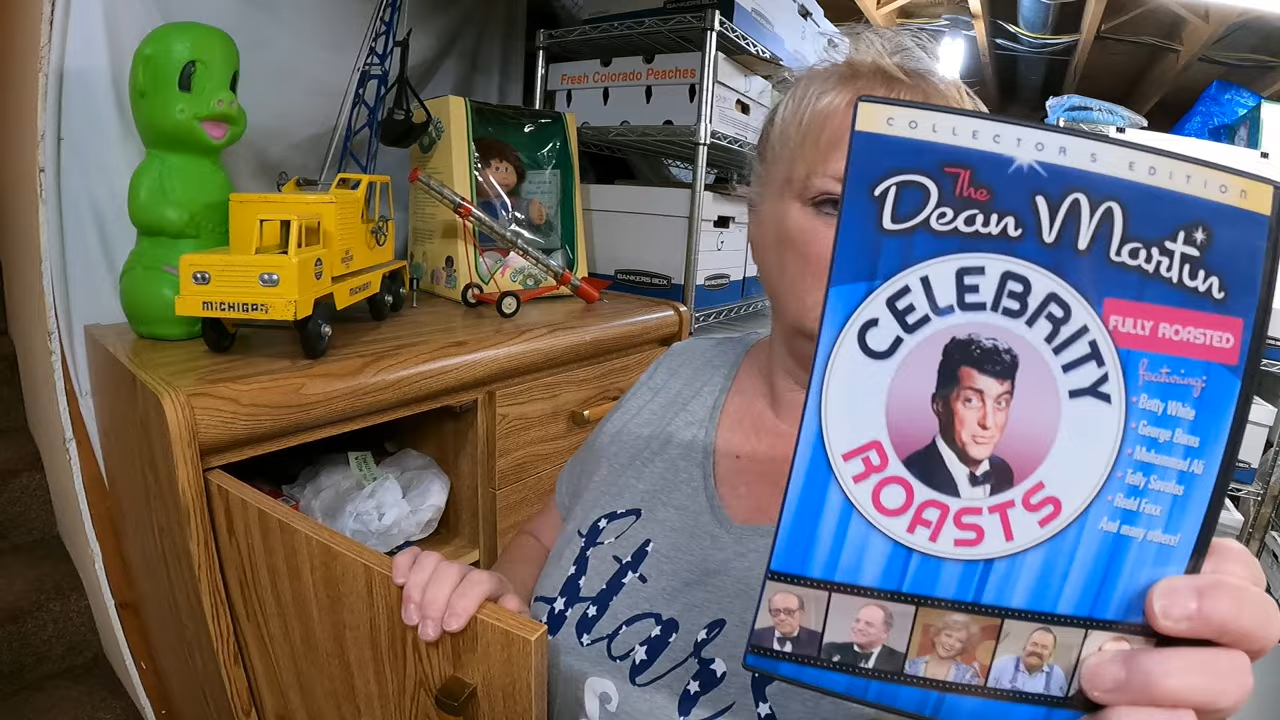 Fresh Colorado Peaches
BANKERS BOX
MICHIGAN
MICHIGAN
COLLECTOR'S EDITION
The
Dean Martin
CELEBRITY
ROASTS
FULLY ROASTED
featuring:
• Betty White
• George Burns
• Muhammad Ali
• Telly Savalas
• Redd Foxx
And many others!
Stars